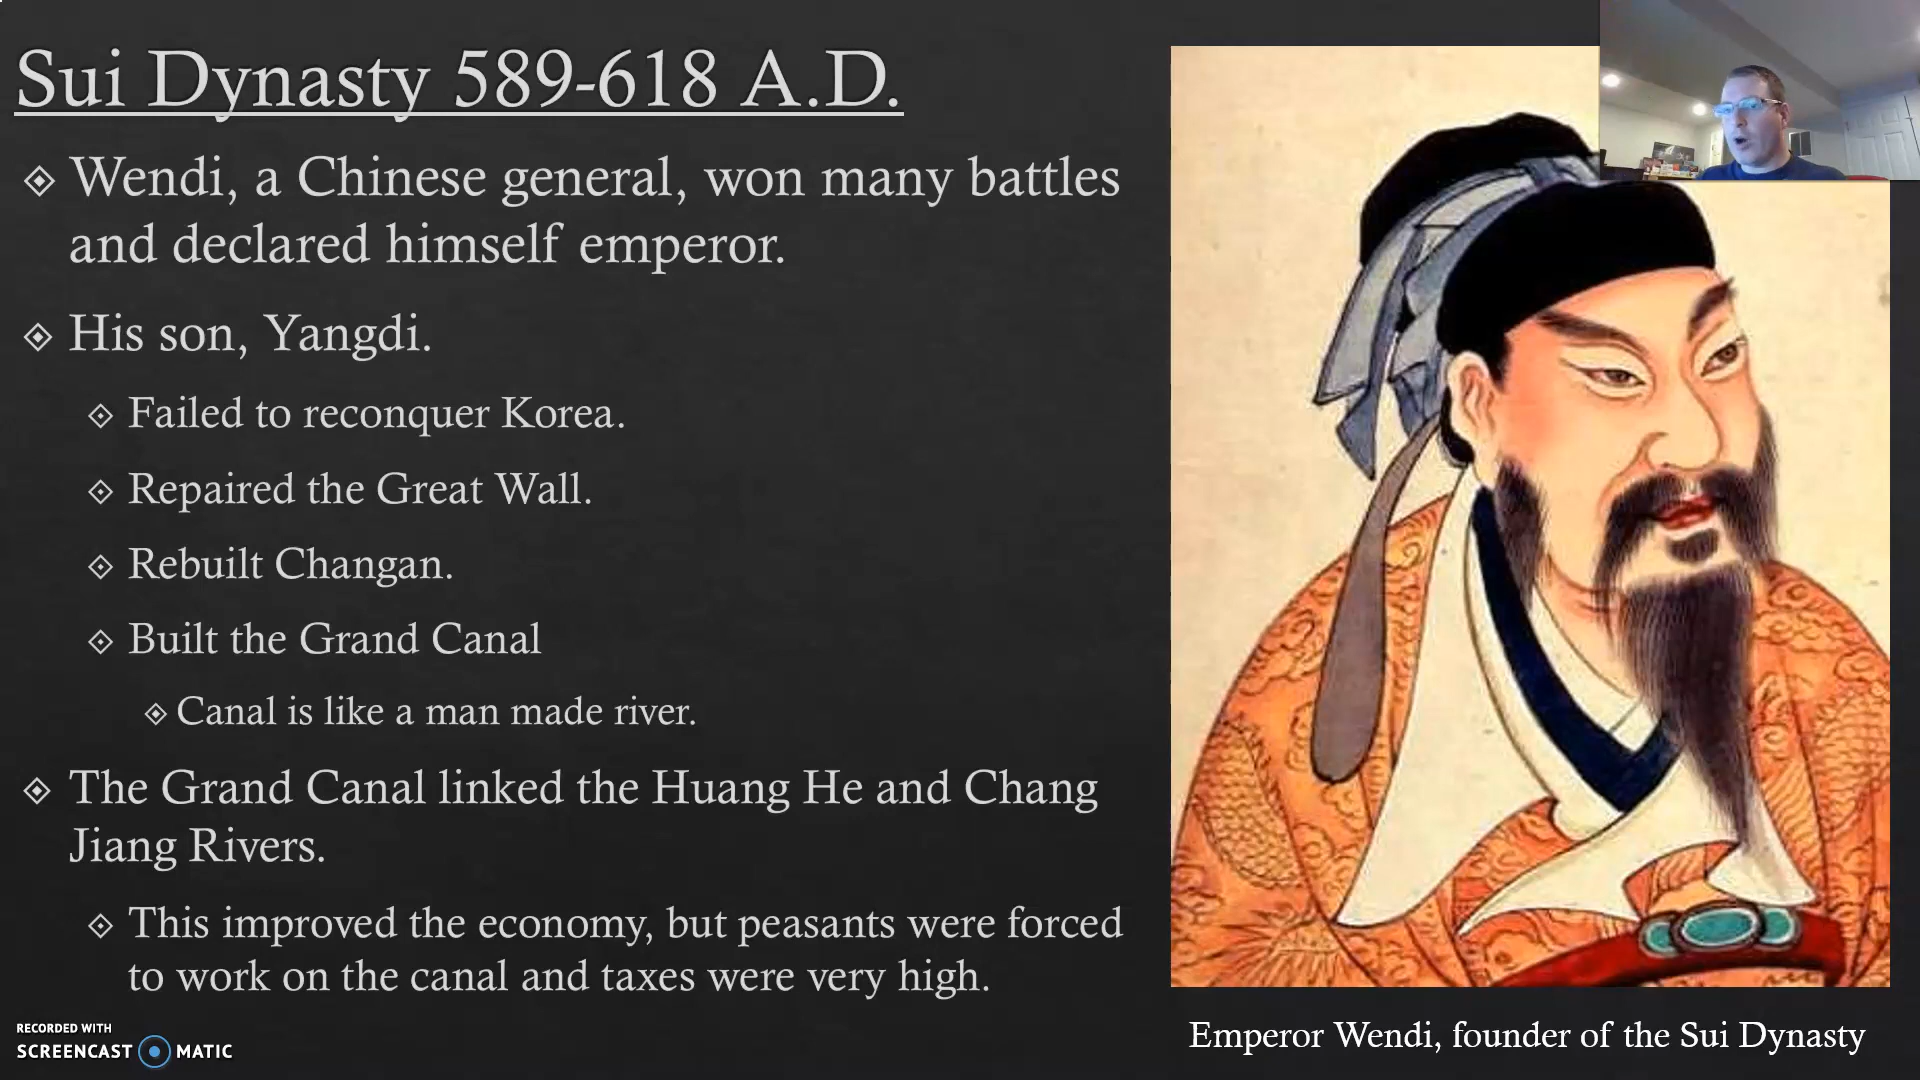 Sui Dynasty 589-618 A.D.
Wendi, a Chinese general, won many battles
and declared himself emperor.
His son, Yangdi.
Failed to reconquer Korea.
Repaired the Great Wall.
Rebuilt Changan.
Built the Grand Canal
Canal is like a man made river.
The Grand Canal linked the Huang He and Chang
Jiang Rivers.
This improved the economy, but peasants were forced
to work on the canal and taxes were very high.
Emperor Wendi, founder of the Sui Dynasty
RECORDED WITH
SCREENCAST MATIC